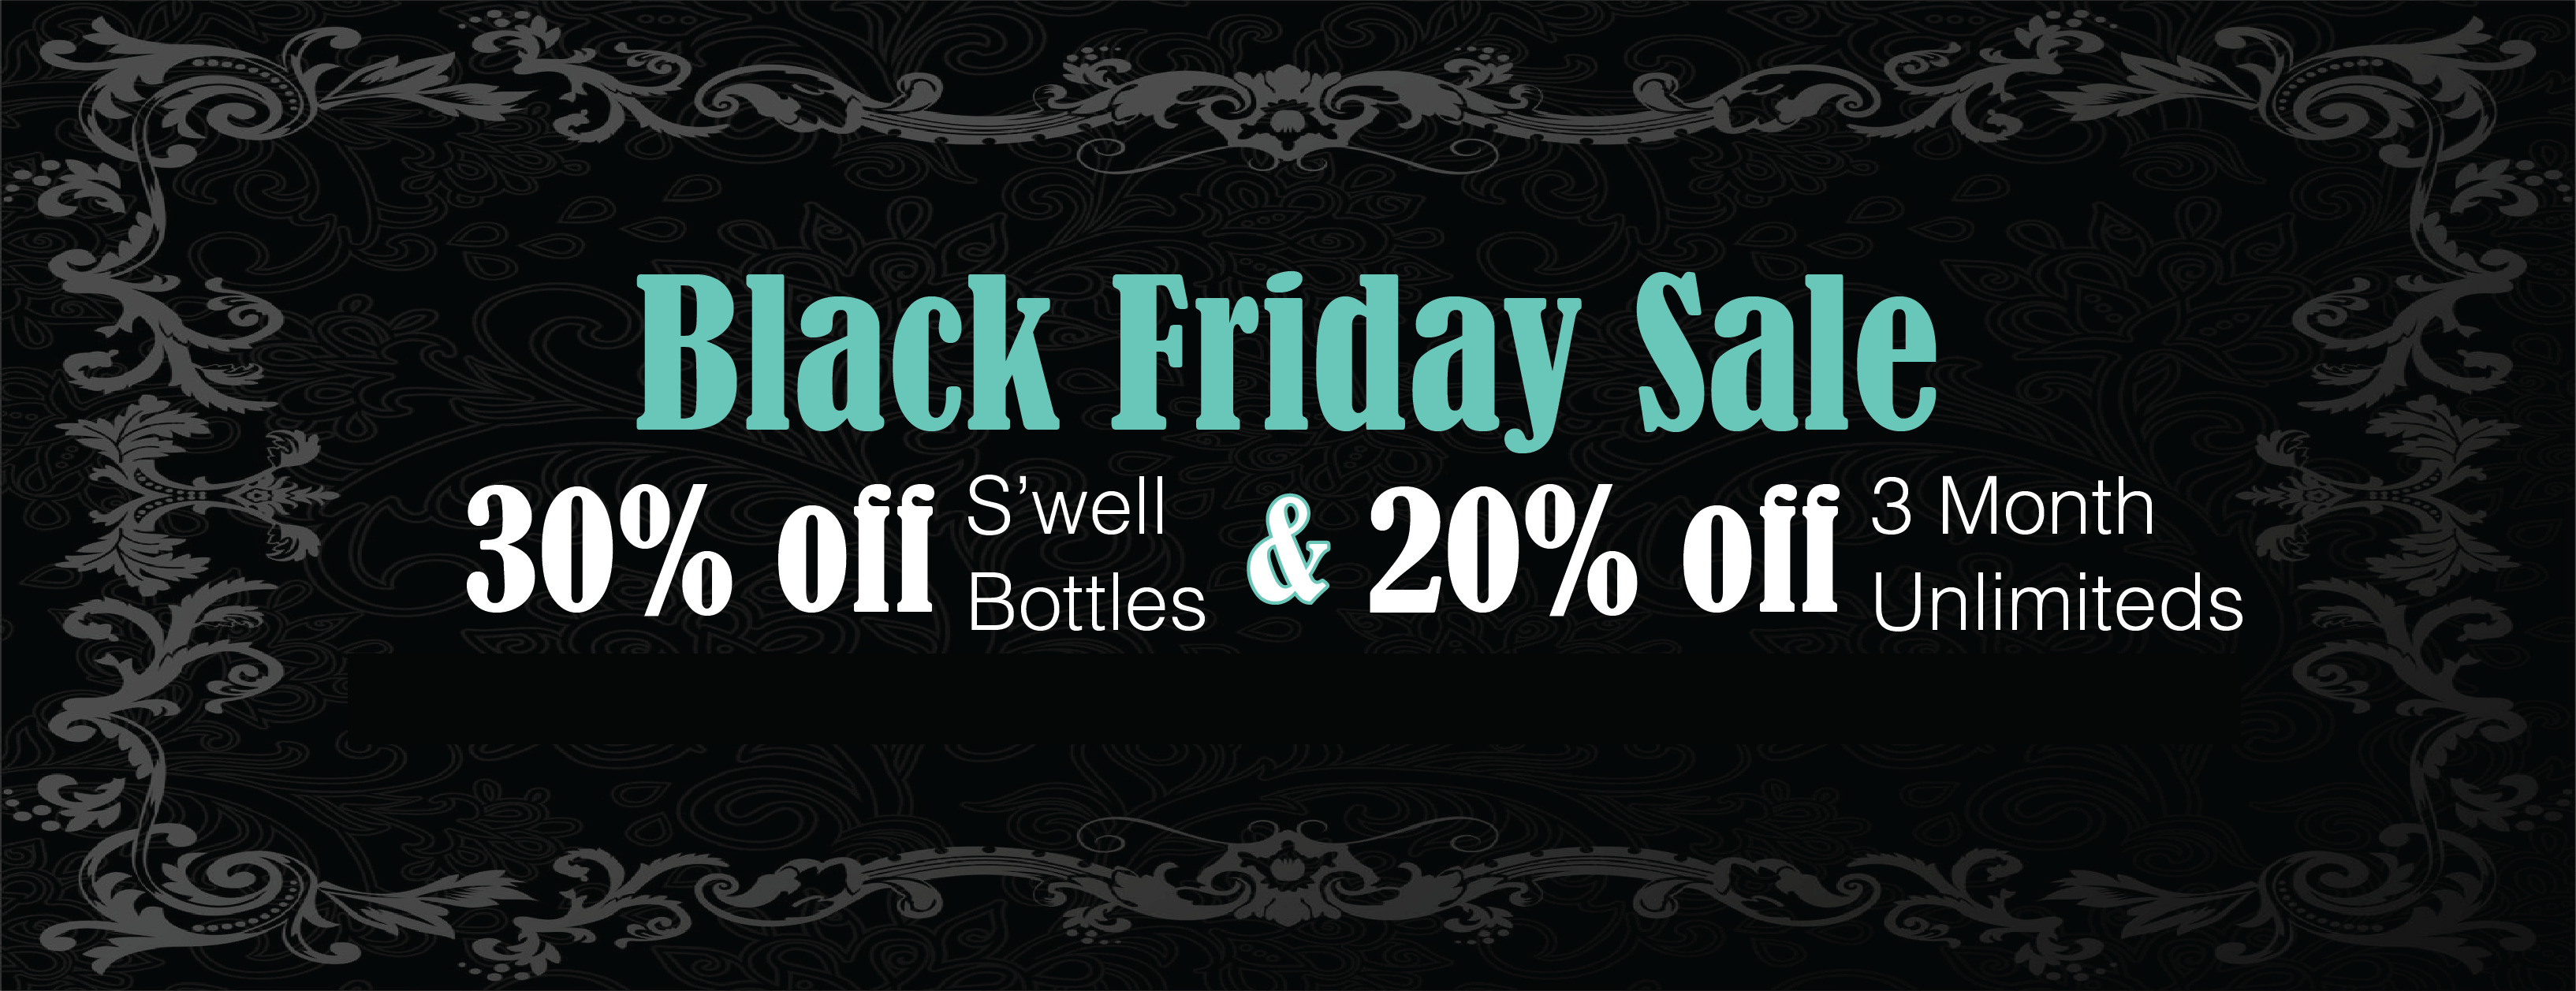 Black Friday Sale
30% off S’well Bottles & 20% off 3 Month Unlimiteds